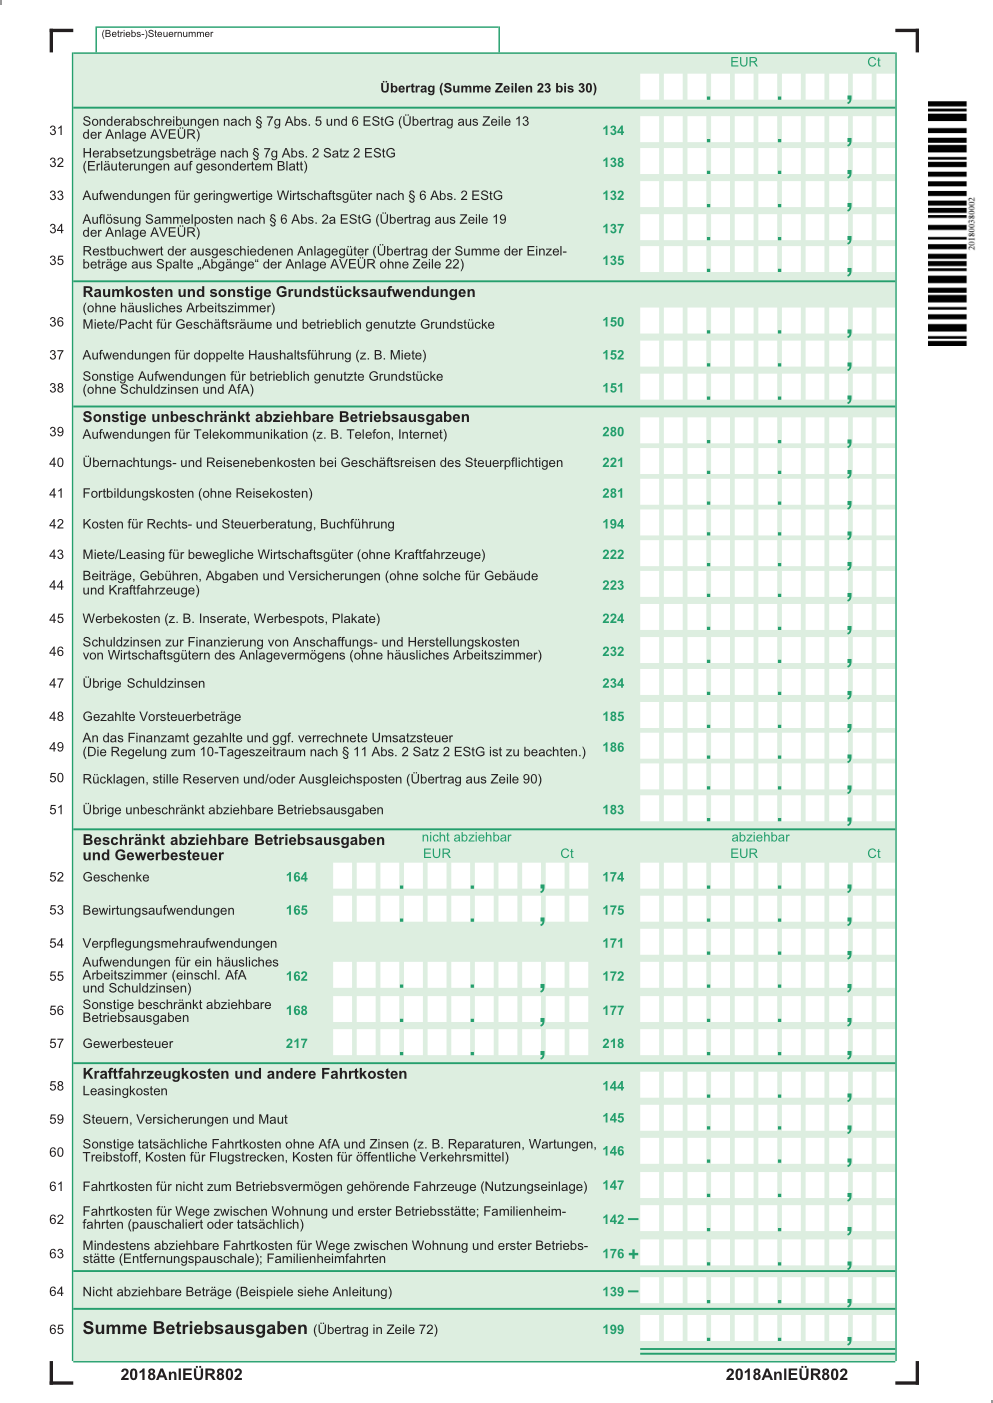 (Betriebs-)Steuernummer
EUR Ct
Übertrag (Summe Zeilen 23 bis 30)
31 Sonderabschreibungen nach § 7g Abs. 5 und 6 EStG (Übertrag aus Zeile 13
der Anlage AVEÜR) 134
32 Herabsetzungsbeträge nach § 7g Abs. 2 Satz 2 EStG
(Erläuterungen auf gesondertem Blatt) 138
33 Aufwendungen für geringwertige Wirtschaftsgüter nach § 6 Abs. 2 EStG 132
34 Auflösung Sammelposten nach § 6 Abs. 2a EStG (Übertrag aus Zeile 19
der Anlage AVEÜR) 137
35 Restbuchwert der ausgeschiedenen Anlagegüter (Übertrag der Summe der Einzel-
beträge aus Spalte „Abgänge“ der Anlage AVEÜR ohne Zeile 22) 135
Raumkosten und sonstige Grundstücksaufwendungen
(ohne häusliches Arbeitszimmer)
36 Miete/Pacht für Geschäftsräume und betrieblich genutzte Grundstücke 150
37 Aufwendungen für doppelte Haushaltsführung (z. B. Miete) 152
38 Sonstige Aufwendungen für betrieblich genutzte Grundstücke
(ohne Schuldzinsen und AfA) 151
Sonstige unbeschränkt abziehbare Betriebsausgaben
39 Aufwendungen für Telekommunikation (z. B. Telefon, Internet) 280
40 Übernachtungs- und Reisenebenkosten bei Geschäftsreisen des Steuerpflichtigen 221
41 Fortbildungskosten (ohne Reisekosten) 281
42 Kosten für Rechts- und Steuerberatung, Buchführung 194
43 Miete/Leasing für bewegliche Wirtschaftsgüter (ohne Kraftfahrzeuge) 222
44 Beiträge, Gebühren, Abgaben und Versicherungen (ohne solche für Gebäude
und Kraftfahrzeuge) 223
45 Werbekosten (z. B. Inserate, Werbespots, Plakate) 224
46 Schuldzinsen zur Finanzierung von Anschaffungs- und Herstellungskosten
von Wirtschaftsgütern des Anlagevermögens (ohne häusliches Arbeitszimmer) 232
47 Übrige Schuldzinsen 234
48 Gezahlte Vorsteuerbeträge 185
49 An das Finanzamt gezahlte und ggf. verrechnete Umsatzsteuer
(Die Regelung zum 10-Tageszeitraum nach § 11 Abs. 2 Satz 2 EStG ist zu beachten.) 186
50 Rücklagen, stille Reserven und/oder Ausgleichsposten (Übertrag aus Zeile 90)
51 Übrige unbeschränkt abziehbare Betriebsausgaben 183
Beschränkt abziehbare Betriebsausgaben nicht abziehbar abziehbar
und Gewerbesteuer EUR Ct EUR Ct
52 Geschenke 164 174
53 Bewirtungsaufwendungen 165 175
54 Verpflegungsmehraufwendungen 171
55 Aufwendungen für ein häusliches
Arbeitszimmer (einschl. AfA 162 172
und Schuldzinsen)
56 Sonstige beschränkt abziehbare
Betriebsausgaben 168 177
57 Gewerbesteuer 217 218
Kraftfahrzeugkosten und andere Fahrtkosten
58 Leasingkosten 144
59 Steuern, Versicherungen und Maut 145
60 Sonstige tatsächliche Fahrtkosten ohne AfA und Zinsen (z. B. Reparaturen, Wartungen,
Treibstoff, Kosten für Flugstrecken, Kosten für öffentliche Verkehrsmittel) 146
61 Fahrtkosten für nicht zum Betriebsvermögen gehörende Fahrzeuge (Nutzungseinlage) 147
62 Fahrtkosten für Wege zwischen Wohnung und erster Betriebsstätte; Familienheim-
fahrten (pauschaliert oder tatsächlich) 142 –
63 Mindestens abziehbare Fahrtkosten für Wege zwischen Wohnung und erster Betriebs-
stätte (Entfernungspauschale); Familienheimfahrten 176 +
64 Nicht abziehbare Beträge (Beispiele siehe Anleitung) 139 –
65 Summe Betriebsausgaben (Übertrag in Zeile 72) 199
2018AnlEÜR802 2018AnlEÜR802
201800380002